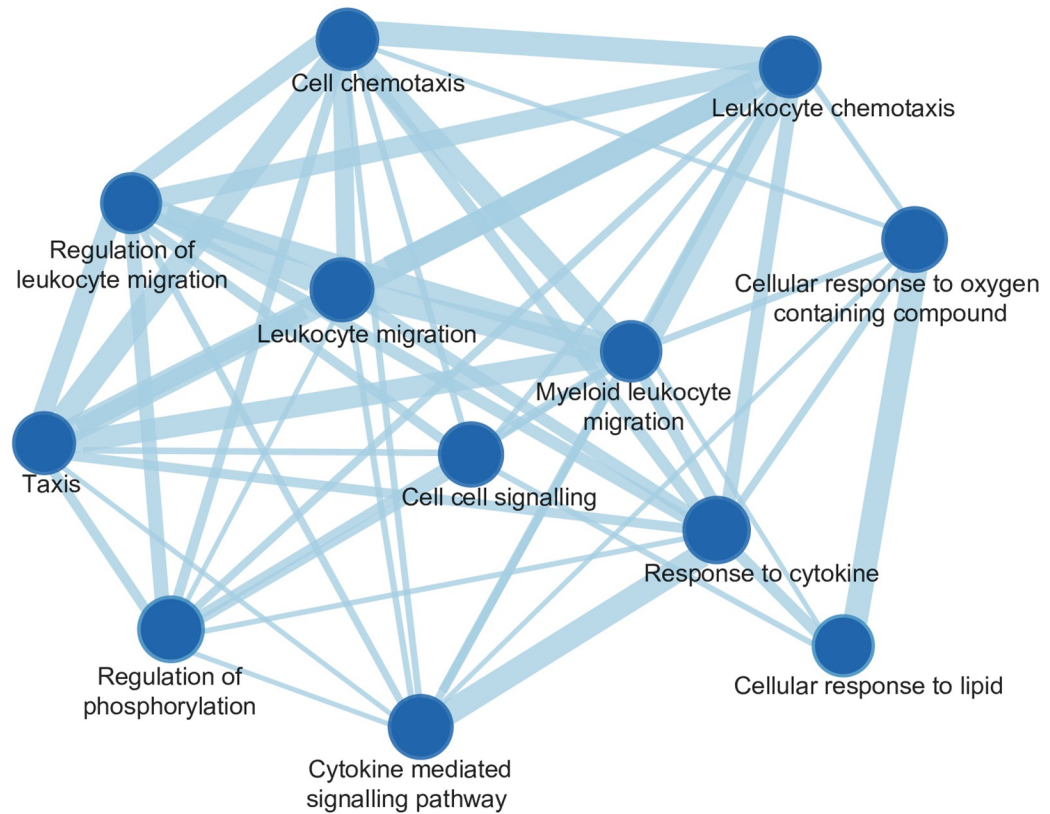 Cell chemotaxis
Leukocyte chemotaxis
Regulation of
leukocyte migration
Cellular response to oxygen
containing compound
Leukocyte migration
Myeloid leukocyte
migration
Taxis
Cell cell signalling
Response to cytokine
Regulation of
phosphorylation
Cellular response to lipid
Cytokine mediated
signalling pathway